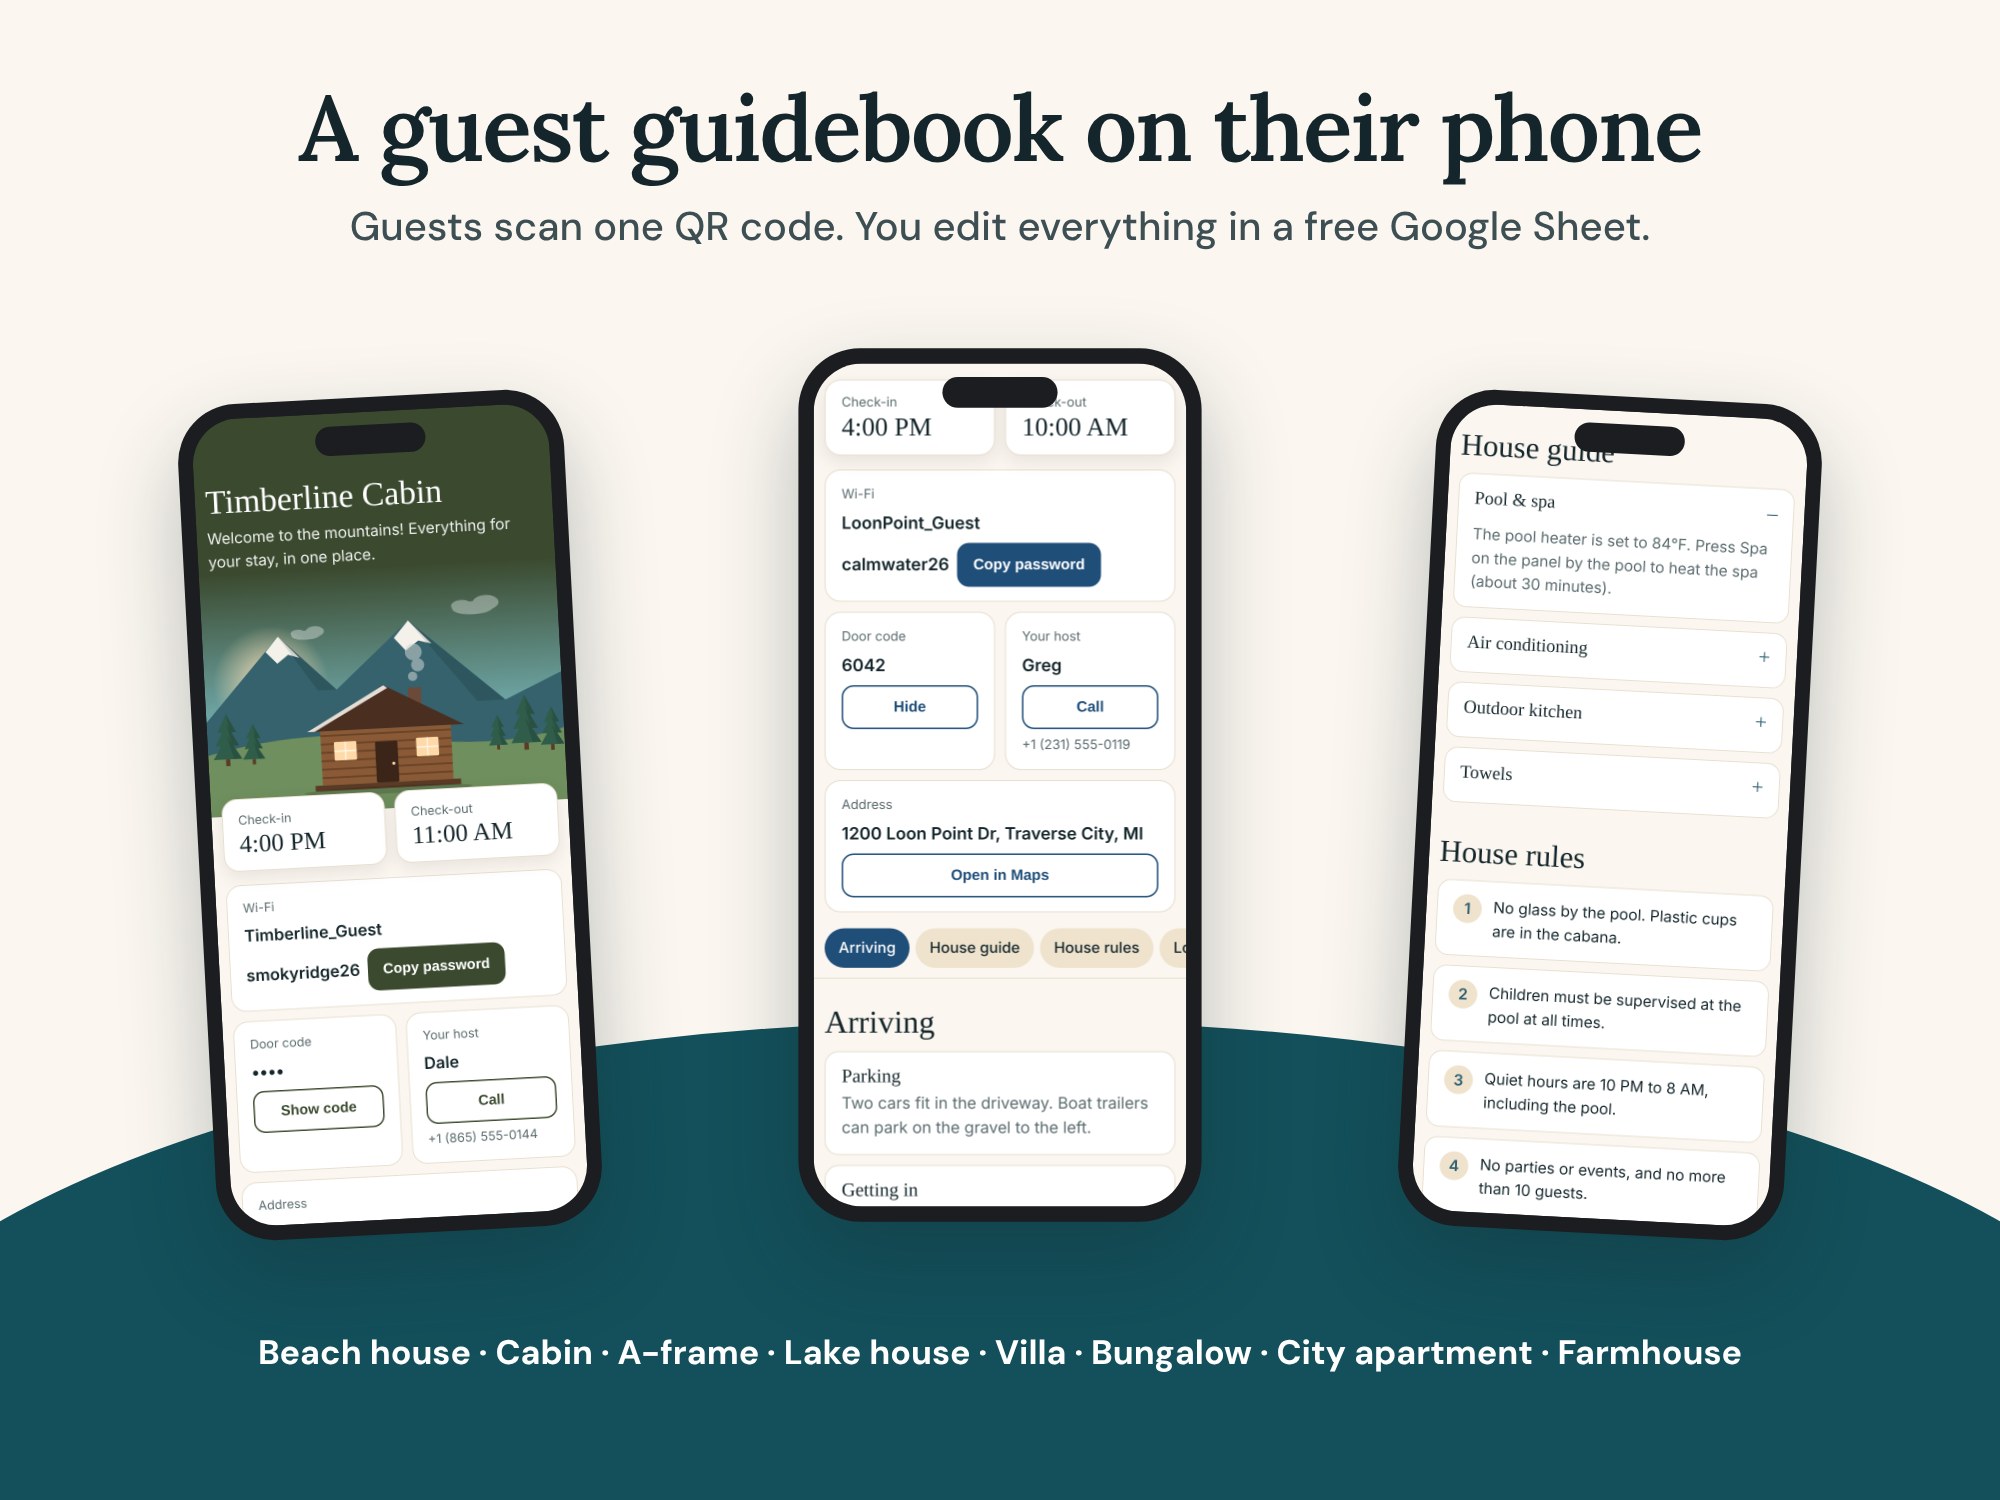 A guest guidebook on their phone
Guests scan one QR code. You edit everything in a free Google Sheet.
Timberline Cabin
Welcome to the mountains! Everything for
your stay, in one place.
Check-in
4:00 PM
Check-out
11:00 AM
Wi-Fi
Timberline_Guest
smokyridge26
Copy password
Door code
••••
Show code
Your host
Dale
Call
+1 (865) 555-0144
Address
Check-in
4:00 PM
k-out
10:00 AM
Wi-Fi
LoonPoint_Guest
calmwater26
Copy password
Door code
6042
Hide
Your host
Greg
Call
+1 (231) 555-0119
Address
1200 Loon Point Dr, Traverse City, MI
Open in Maps
Arriving
House guide
House rules
Lo
Arriving
Parking
Two cars fit in the driveway. Boat trailers
can park on the gravel to the left.
Getting in
House guide
Pool & spa
–
The pool heater is set to 84°F. Press Spa
on the panel by the pool to heat the spa
(about 30 minutes).
Air conditioning
+
Outdoor kitchen
+
Towels
+
House rules
1 No glass by the pool. Plastic cups
are in the cabana.
2 Children must be supervised at the
pool at all times.
3 Quiet hours are 10 PM to 8 AM,
including the pool.
4 No parties or events, and no more
than 10 guests.
Beach house · Cabin · A-frame · Lake house · Villa · Bungalow · City apartment · Farmhouse